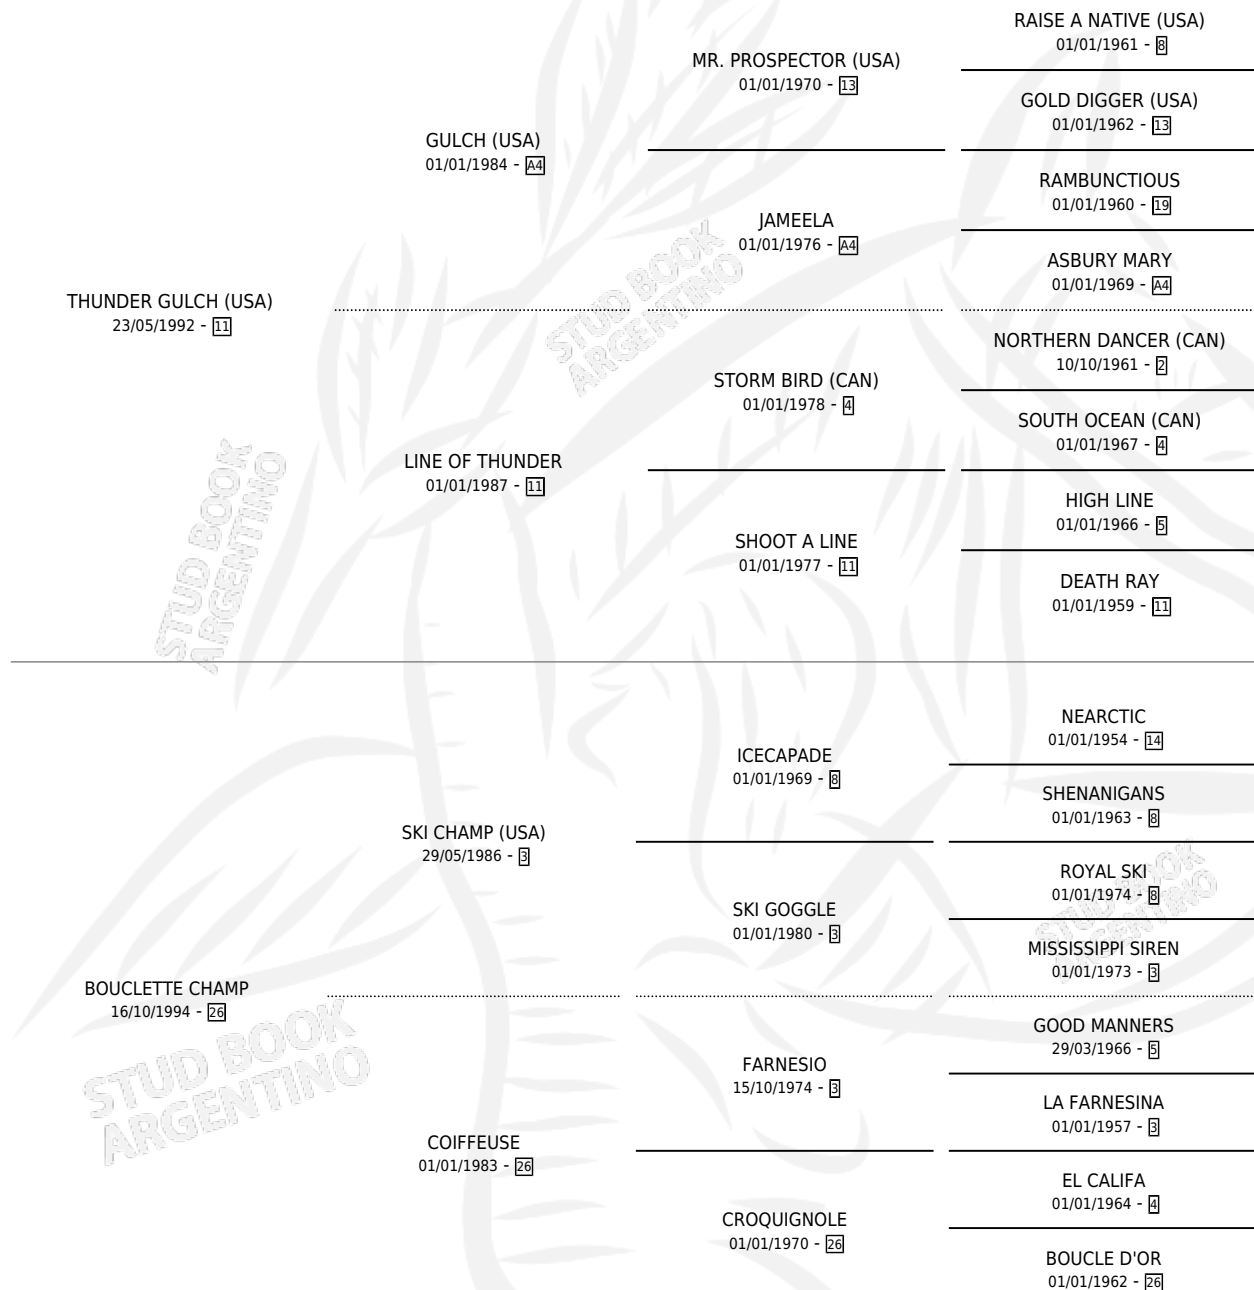 RAISE A NATIVE (USA)
01/01/1961 - 8
MR. PROSPECTOR (USA)
01/01/1970 - 13
GOLD DIGGER (USA)
01/01/1962 - 13
GULCH (USA)
01/01/1984 - A4
RAMBUNCTIOUS
01/01/1960 - 19
JAMEELA
01/01/1976 - A4
ASBURY MARY
01/01/1969 - A4
THUNDER GULCH (USA)
23/05/1992 - 11
NORTHERN DANCER (CAN)
10/10/1961 - 2
STORM BIRD (CAN)
01/01/1978 - 4
SOUTH OCEAN (CAN)
01/01/1967 - 4
LINE OF THUNDER
01/01/1987 - 11
HIGH LINE
01/01/1966 - 5
SHOOT A LINE
01/01/1977 - 11
DEATH RAY
01/01/1959 - 11
NEARCTIC
01/01/1954 - 14
ICECAPADE
01/01/1969 - 8
SHENANIGANS
01/01/1963 - 8
SKI CHAMP (USA)
29/05/1986 - 3
ROYAL SKI
01/01/1974 - 8
SKI GOGGLE
01/01/1980 - 3
MISSISSIPPI SIREN
01/01/1973 - 3
BOUCLETTE CHAMP
16/10/1994 - 26
GOOD MANNERS
29/03/1966 - 5
FARNESIO
15/10/1974 - 3
LA FARNESINA
01/01/1957 - 3
COIFFEUSE
01/01/1983 - 26
EL CALIFA
01/01/1964 - 4
CROQUIGNOLE
01/01/1970 - 26
BOUCLE D'OR
01/01/1962 - 26
STUD BOOK
ARGENTINO
STUD BOOK
ARGENTINO
STUD BOOK
ARGENTINO
STUD BOOK
ARGENTINO